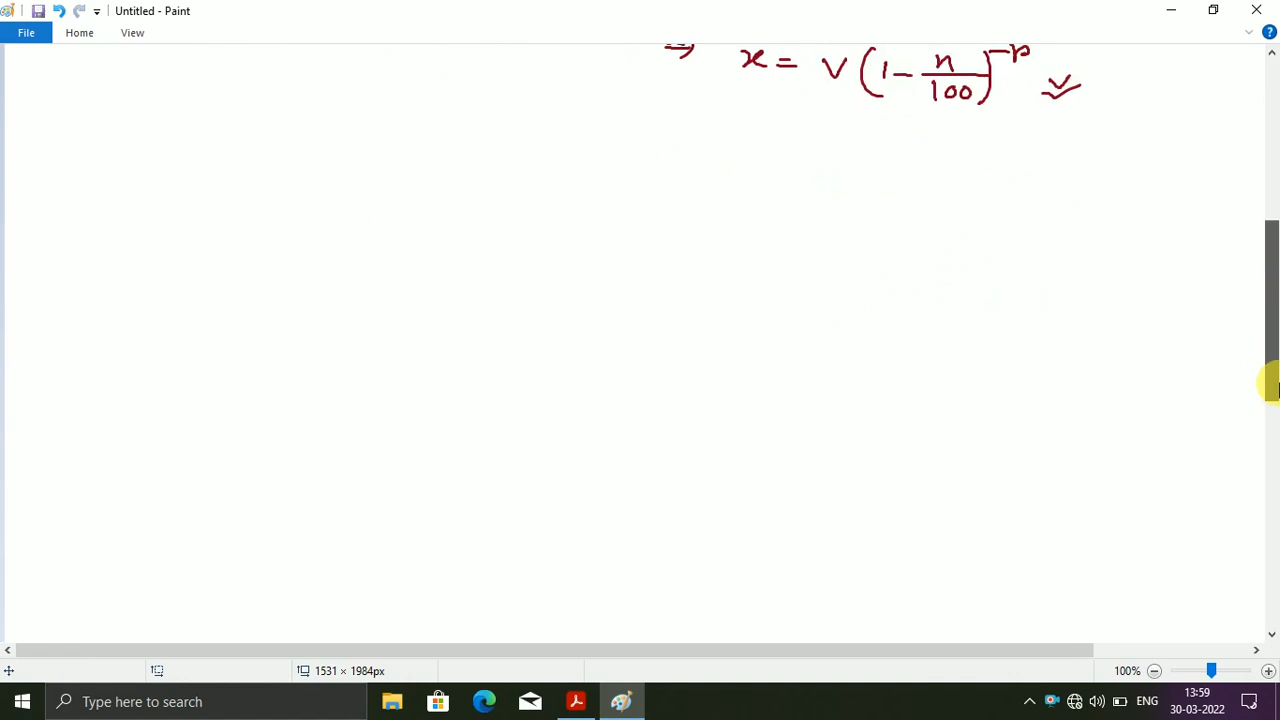 Untitled - Paint
File Home View
⇒ x = V(1 - n/100)^-p
1531 × 1984px
100%
Type here to search
ENG
13:59
30-03-2022